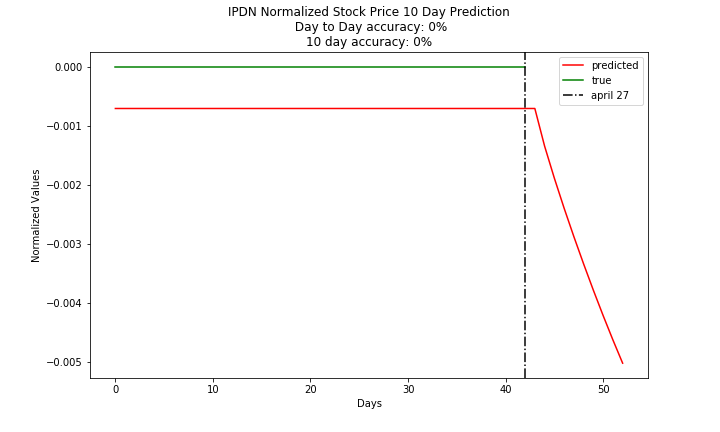 IPDN Normalized Stock Price 10 Day Prediction
Day to Day accuracy: 0%
10 day accuracy: 0%
predicted
true
april 27
0.000
−0.001
−0.002
−0.003
−0.004
−0.005
Normalized Values
0 10 20 30 40 50
Days